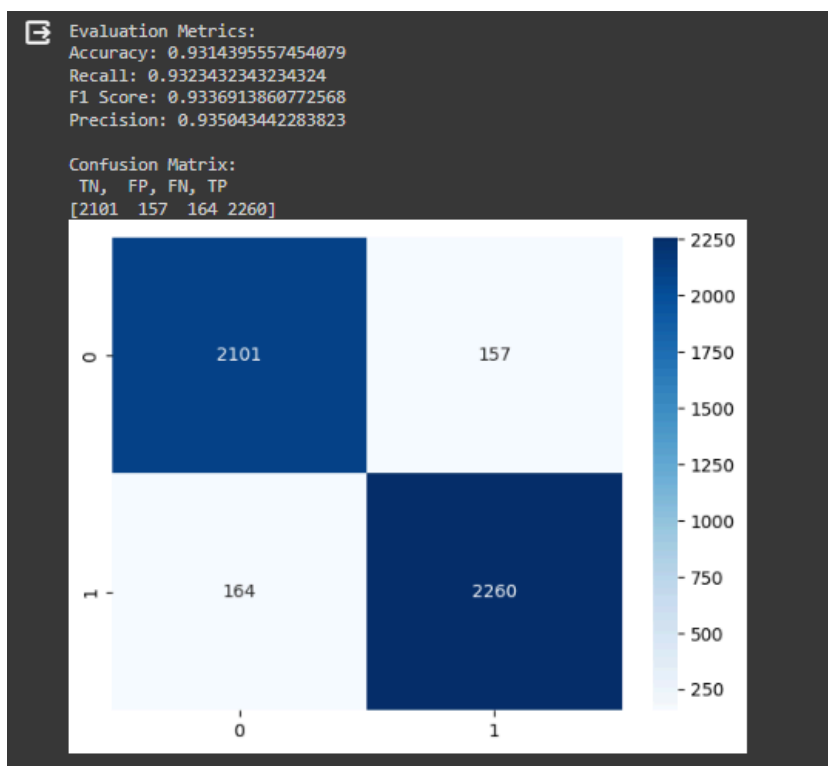 Evaluation Metrics:
Accuracy: 0.9314395557454079
Recall: 0.9323432343234324
F1 Score: 0.9336913860772568
Precision: 0.935043442283823
Confusion Matrix:
TN, FP, FN, TP
[2101 157 164 2260]
2250
2000
0 2101 157 1750
1500
1250
1000
1 164 2260 750
500
250
0 1